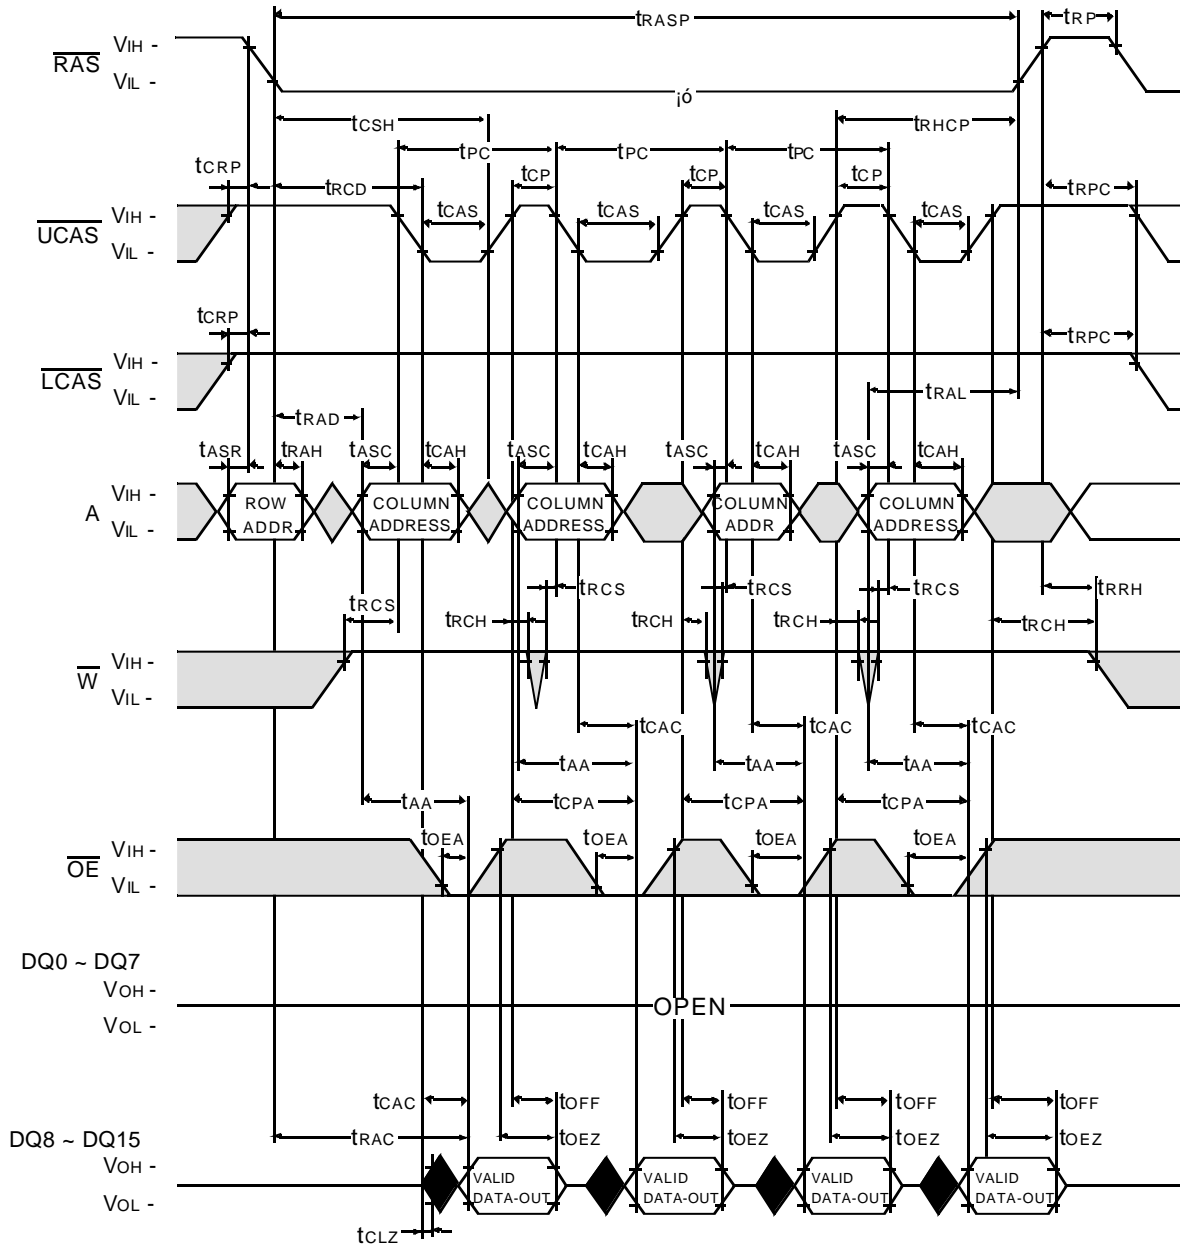 tRASP
tRP
RAS
VIH -
VIL -
¡ó
tCSH
tRHCP
tCRP
tPC
tPC
tPC
tRCD
tCP
tCP
tCP
tRPC
UCAS
VIH -
VIL -
tCAS
tCAS
tCAS
tCAS
tCRP
tRPC
LCAS
VIH -
VIL -
tRAL
tRAD
tASR
tRAH
tASC
tCAH
tASC
tCAH
tASC
tCAH
tASC
tCAH
A
VIH -
VIL -
ROW
ADDR
COLUMN
ADDRESS
COLUMN
ADDRESS
COLUMN
ADDR
COLUMN
ADDRESS
tRCS
tRCS
tRCS
tRCS
tRRH
tRCH
tRCH
tRCH
tRCH
W
VIH -
VIL -
tCAC
tCAC
tCAC
tAA
tAA
tAA
tAA
tCPA
tCPA
tCPA
tOEA
tOEA
tOEA
tOEA
OE
VIH -
VIL -
DQ0 ~ DQ7
VOH -
VOL -
OPEN
tCAC
tOFF
tOFF
tOFF
tOFF
DQ8 ~ DQ15
tRAC
tOEZ
tOEZ
tOEZ
tOEZ
VOH -
VOL -
VALID
DATA-OUT
VALID
DATA-OUT
VALID
DATA-OUT
VALID
DATA-OUT
tCLZ